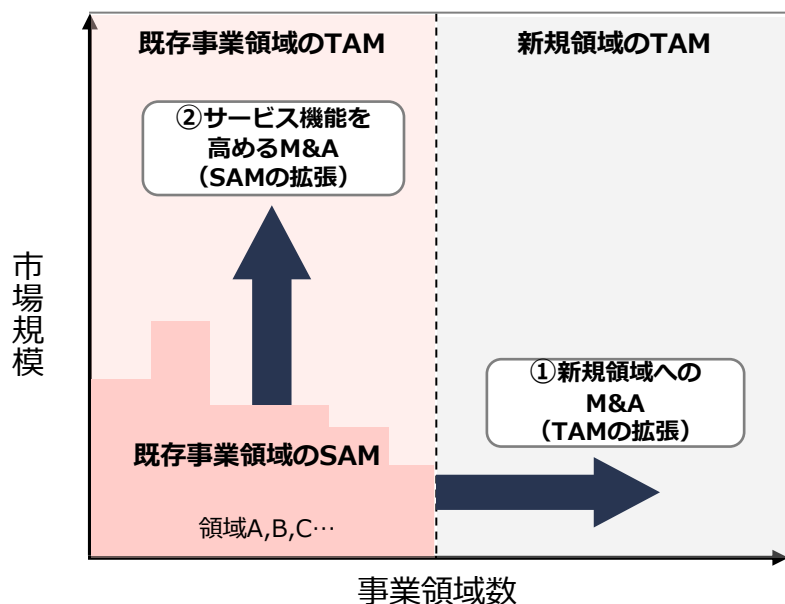 既存事業領域のTAM
新規領域のTAM
②サービス機能を
高めるM&A
（SAMの拡張）
市場規模
①新規領域への
M&A
（TAMの拡張）
既存事業領域のSAM
領域A,B,C…
事業領域数